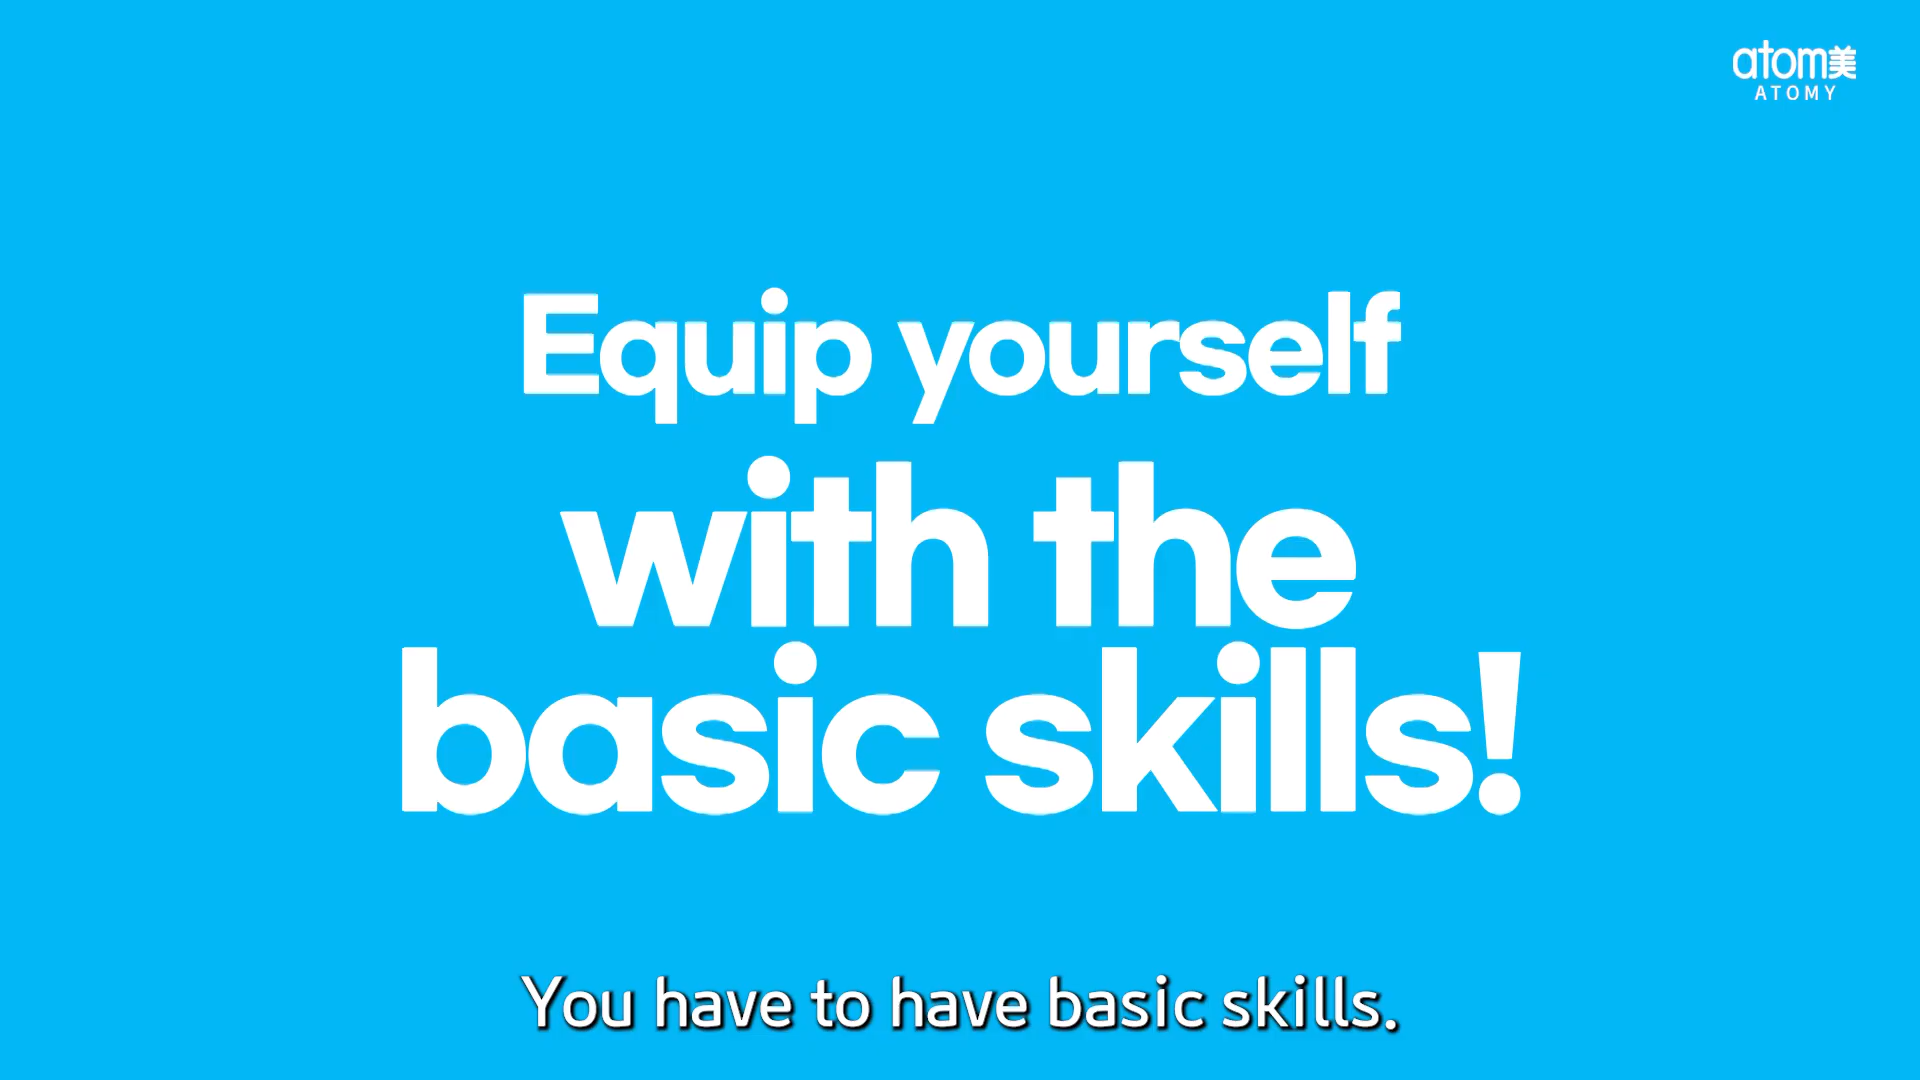 atom美
ATOMY
Equip yourself
with the
basic skills!
You have to have basic skills.